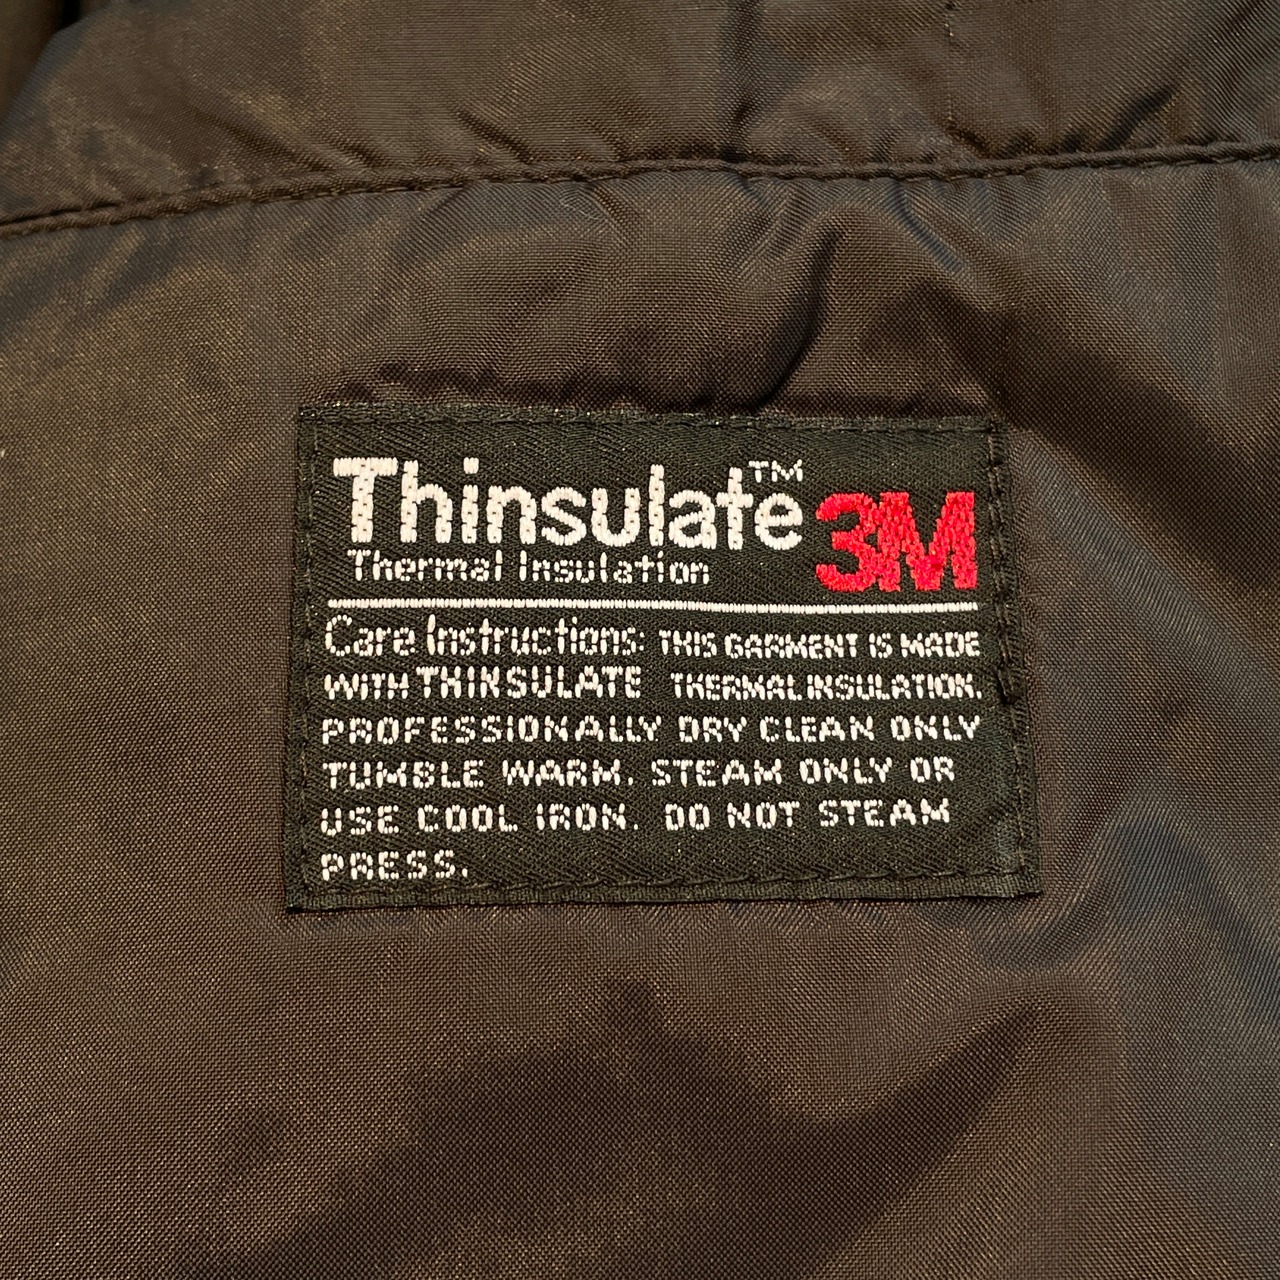 Thinsulate™ 3M
Thermal Insulation
Care Instructions: THIS GARMENT IS MADE
WITH THINSULATE THERMAL INSULATION.
PROFESSIONALLY DRY CLEAN ONLY
TUMBLE WARM. STEAM ONLY OR
USE COOL IRON. DO NOT STEAM
PRESS.